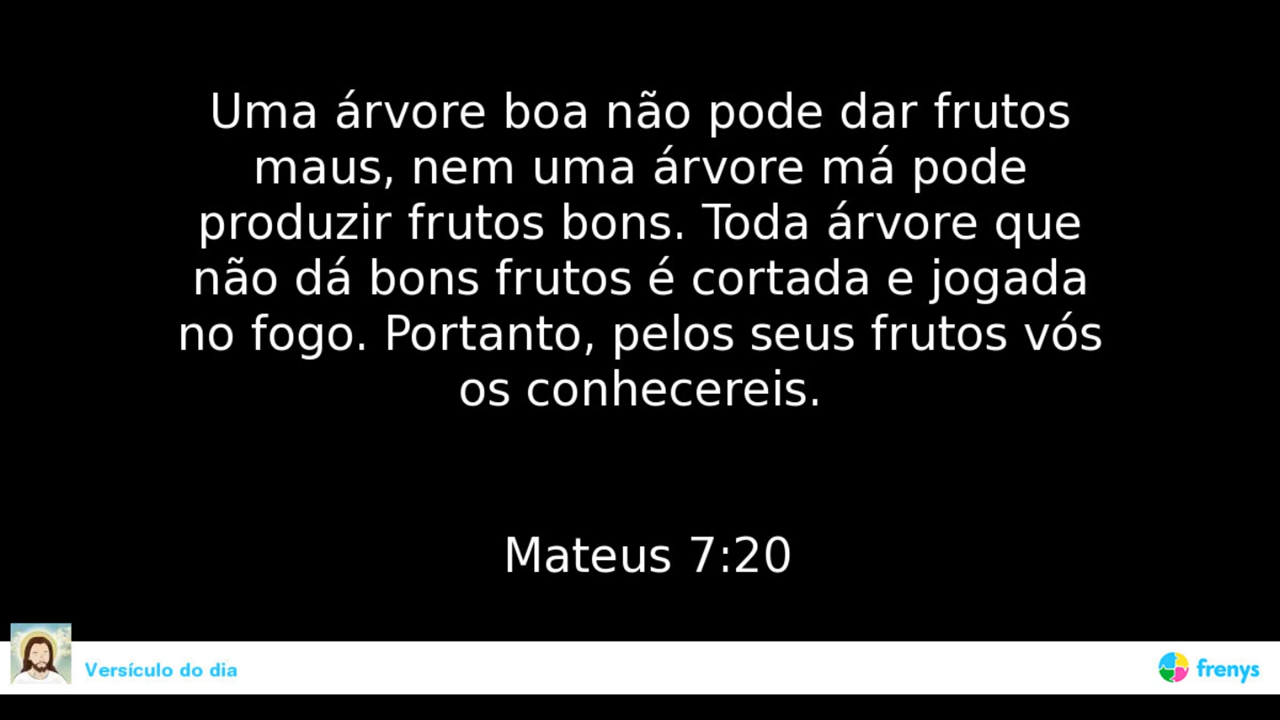 Uma árvore boa não pode dar frutos
maus, nem uma árvore má pode
produzir frutos bons. Toda árvore que
não dá bons frutos é cortada e jogada
no fogo. Portanto, pelos seus frutos vós
os conhecereis.
Mateus 7:20
Versículo do dia
frenys